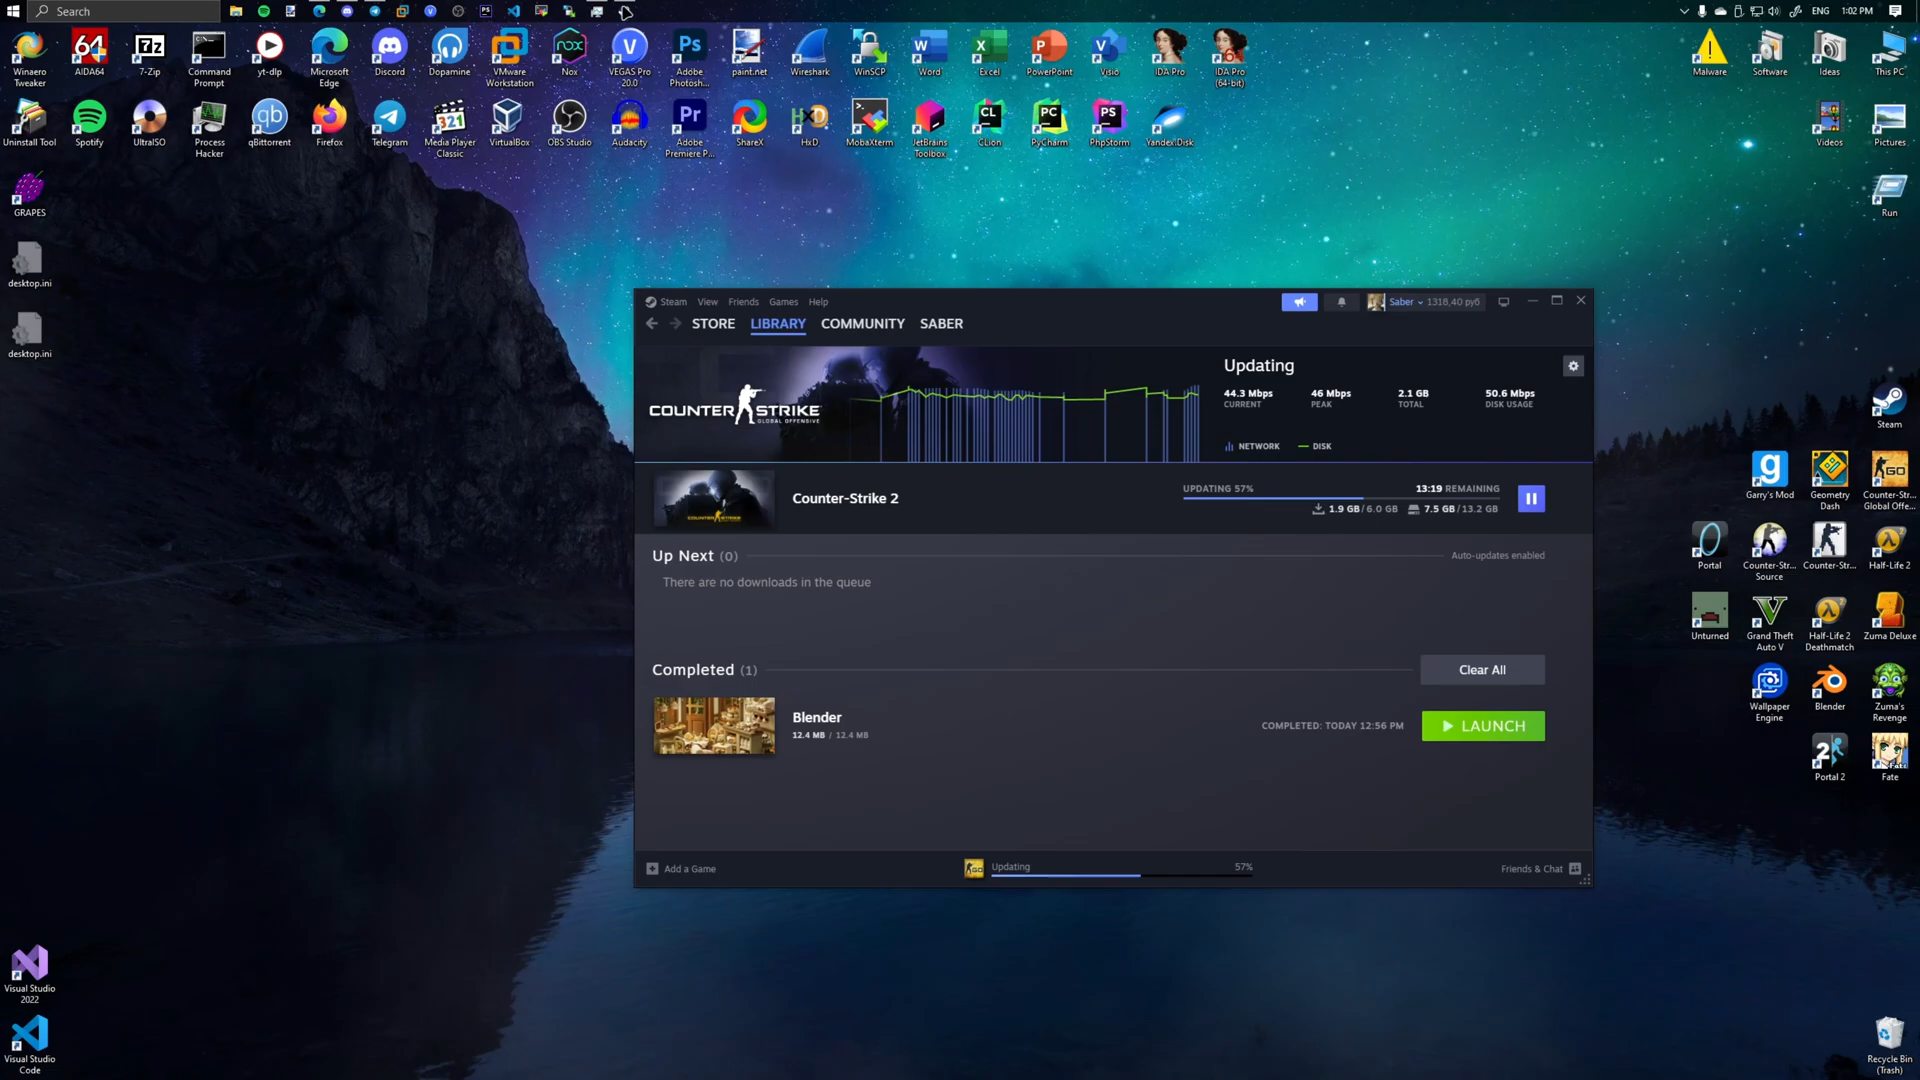 Search
ENG
1:02 PM
Winaero
Tweaker
AIDA64
7-Zip
Command
Prompt
yt-dlp
Microsoft
Edge
Discord
Dopamine
VMware
Workstation
Nox
VEGAS Pro
20.0
Adobe
Photosh...
paint.net
Wireshark
WinSCP
Word
Excel
PowerPoint
Visio
IDA Pro
IDA Pro
(64-bit)
Malware
Software
Ideas
This PC
Uninstall Tool
Spotify
UltraISO
Process
Hacker
qBittorrent
Firefox
Telegram
Media Player
Classic
VirtualBox
OBS Studio
Audacity
Adobe
Premiere P...
ShareX
HxD
MobaXterm
JetBrains
Toolbox
CLion
PyCharm
PhpStorm
Yandex.Disk
Videos
Pictures
GRAPES
Run
desktop.ini
desktop.ini
Steam View Friends Games Help
Saber 1318,40 руб
STORE LIBRARY COMMUNITY SABER
COUNTER STRIKE
GLOBAL OFFENSIVE
Updating
44.3 Mbps 46 Mbps 2.1 GB 50.6 Mbps
CURRENT PEAK TOTAL DISK USAGE
NETWORK DISK
Counter-Strike 2
UPDATING 57% 13:19 REMAINING
1.9 GB / 6.0 GB 7.5 GB / 13.2 GB
Up Next (0)
Auto-updates enabled
There are no downloads in the queue
Completed (1)
Clear All
Blender
12.4 MB / 12.4 MB
COMPLETED: TODAY 12:56 PM
LAUNCH
Add a Game
Updating 57%
Friends & Chat
Steam
Garry's Mod
Geometry
Dash
Counter-Str...
Global Offe...
Portal
Counter-Str...
Source
Counter-Str...
Half-Life 2
Unturned
Grand Theft
Auto V
Half-Life 2
Deathmatch
Zuma Deluxe
Wallpaper
Engine
Blender
Zuma's
Revenge
Portal 2
Fate
Visual Studio
2022
Visual Studio
Code
Recycle Bin
(Trash)